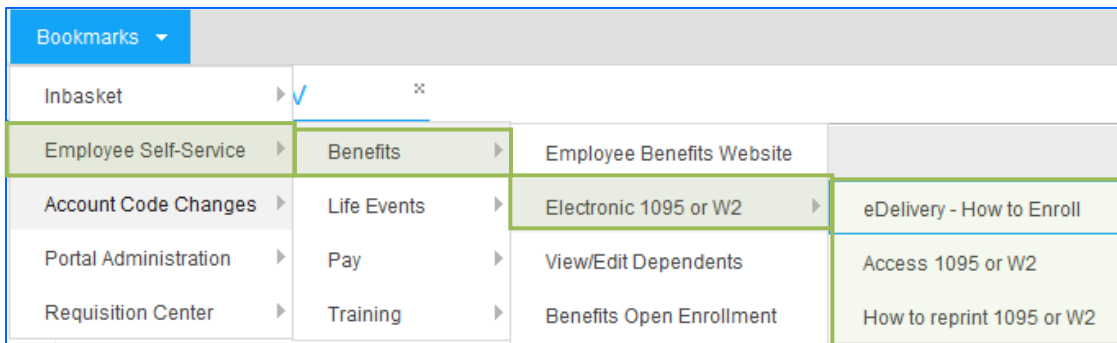 Bookmarks
Inbasket
V
Employee Self-Service
Benefits
Employee Benefits Website
Account Code Changes
Life Events
Electronic 1095 or W2
eDelivery - How to Enroll
Portal Administration
Pay
View/Edit Dependents
Access 1095 or W2
Requisition Center
Training
Benefits Open Enrollment
How to reprint 1095 or W2